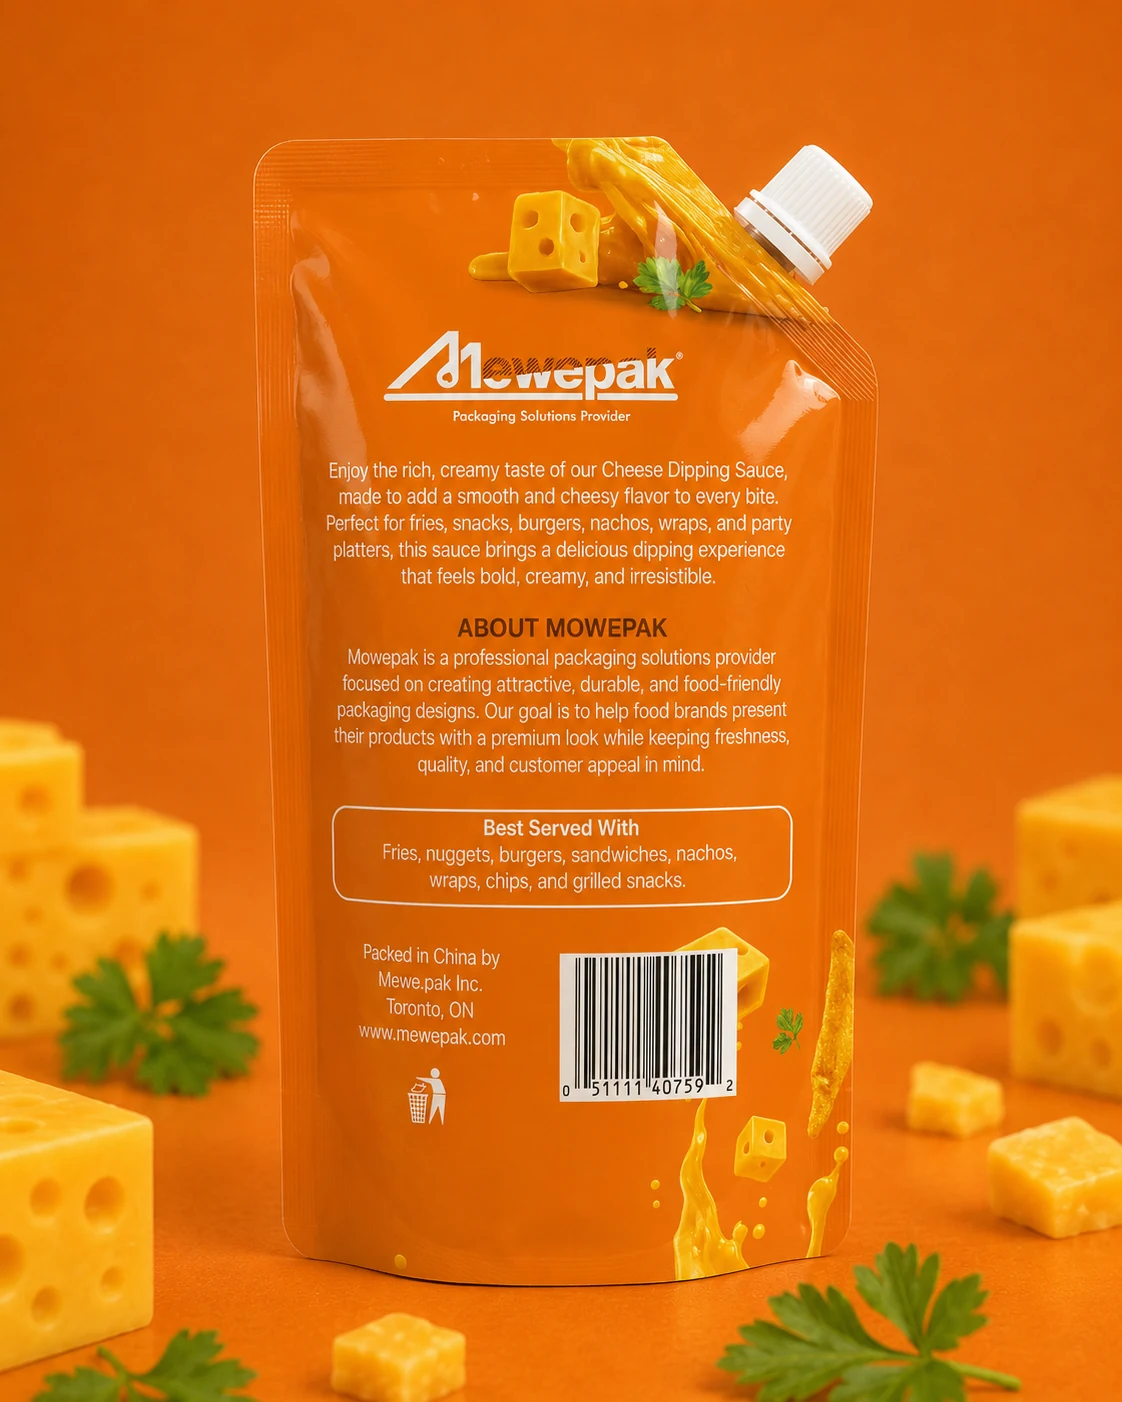 Mewepak®
Packaging Solutions Provider
Enjoy the rich, creamy taste of our Cheese Dipping Sauce,
made to add a smooth and cheesy flavor to every bite.
Perfect for fries, snacks, burgers, nachos, wraps, and party
platters, this sauce brings a delicious dipping experience
that feels bold, creamy, and irresistible.
ABOUT MOWEPAK
Mowepak is a professional packaging solutions provider
focused on creating attractive, durable, and food-friendly
packaging designs. Our goal is to help food brands present
their products with a premium look while keeping freshness,
quality, and customer appeal in mind.
Best Served With
Fries, nuggets, burgers, sandwiches, nachos,
wraps, chips, and grilled snacks.
Packed in China by
Mewe.pak Inc.
Toronto, ON
www.mewepak.com
0 51111 40759 2